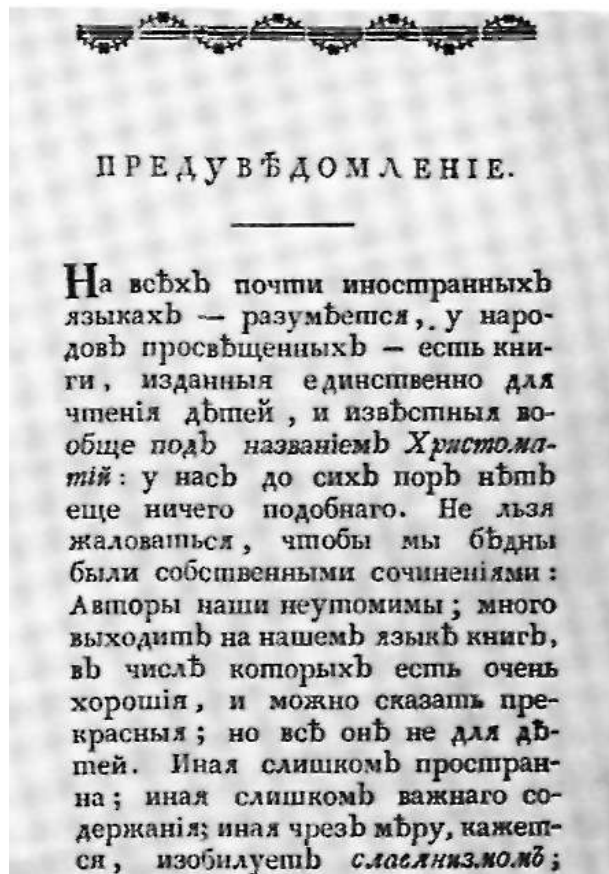 ПРЕДУВѢДОМЛЕНІЕ.
На всѣхъ почти иностранныхъ
языкахъ — разумѣется, у наро-
довъ просвѣщенныхъ — есть кни-
ги, изданныя единственно для
чтенія дѣтей, и извѣстныя во-
обще подъ названіемъ Христома-
тій: у насъ до сихъ поръ нѣтъ
еще ничего подобнаго. Не льзя
жаловаться, чтобы мы бѣдны
были собственными сочиненіями:
Авторы наши неутомимы; много
выходитъ на нашемъ языкѣ книгъ,
въ числѣ которыхъ есть очень
хорошія, и можно сказать пре-
красныя; но всѣ онѣ не для дѣ-
тей. Иная слишкомъ простран-
на; иная слишкомъ важнаго со-
держанія; иная чрезъ мѣру, кажет-
ся, изобилуетъ славянизмомъ;